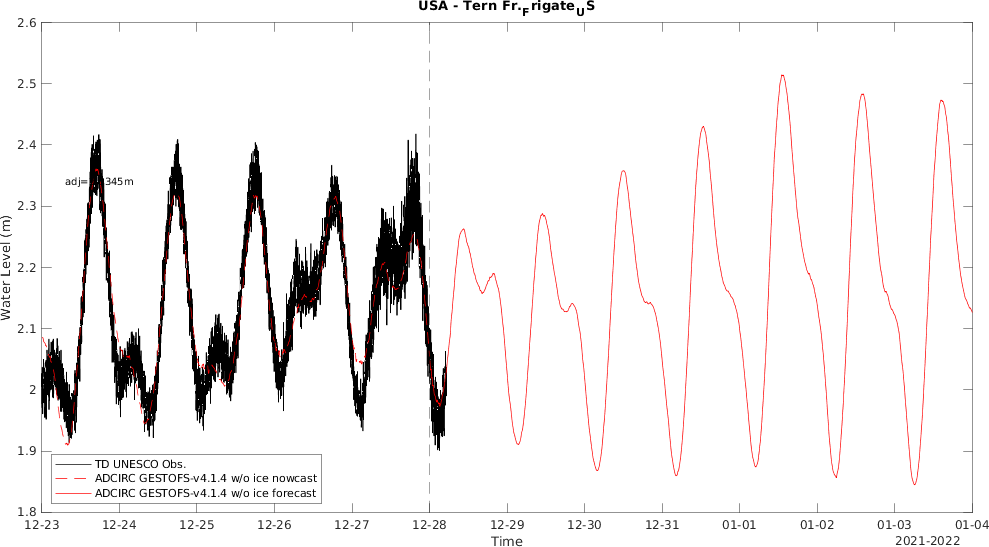 USA - Tern Fr.FrigateUS
2.6
2.5
2.4
2.3
2.2
2.1
2
1.9
1.8
Water Level (m)
adj= 345m
TD UNESCO Obs.
ADCIRC GESTOFS-v4.1.4 w/o ice nowcast
ADCIRC GESTOFS-v4.1.4 w/o ice forecast
12-23 12-24 12-25 12-26 12-27 12-28 12-29 12-30 12-31 01-01 01-02 01-03 01-04
Time
2021-2022